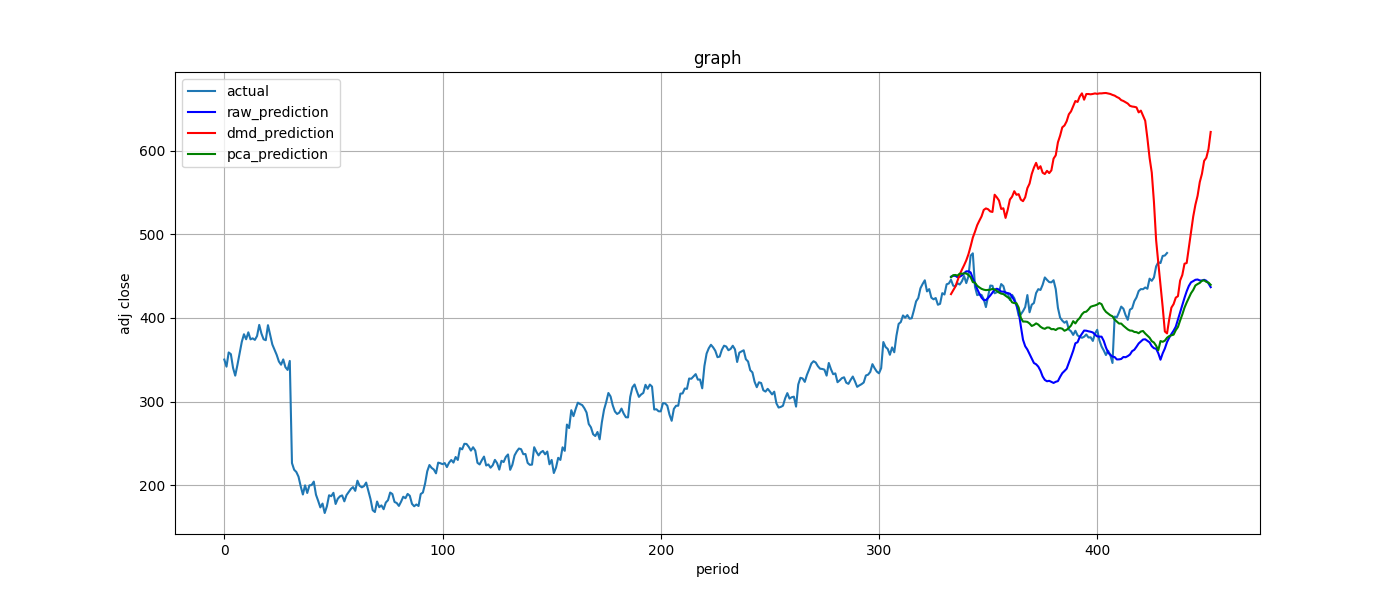 graph
actual
raw_prediction
dmd_prediction
pca_prediction
adj close
600
500
400
300
200
0 100 200 300 400
period